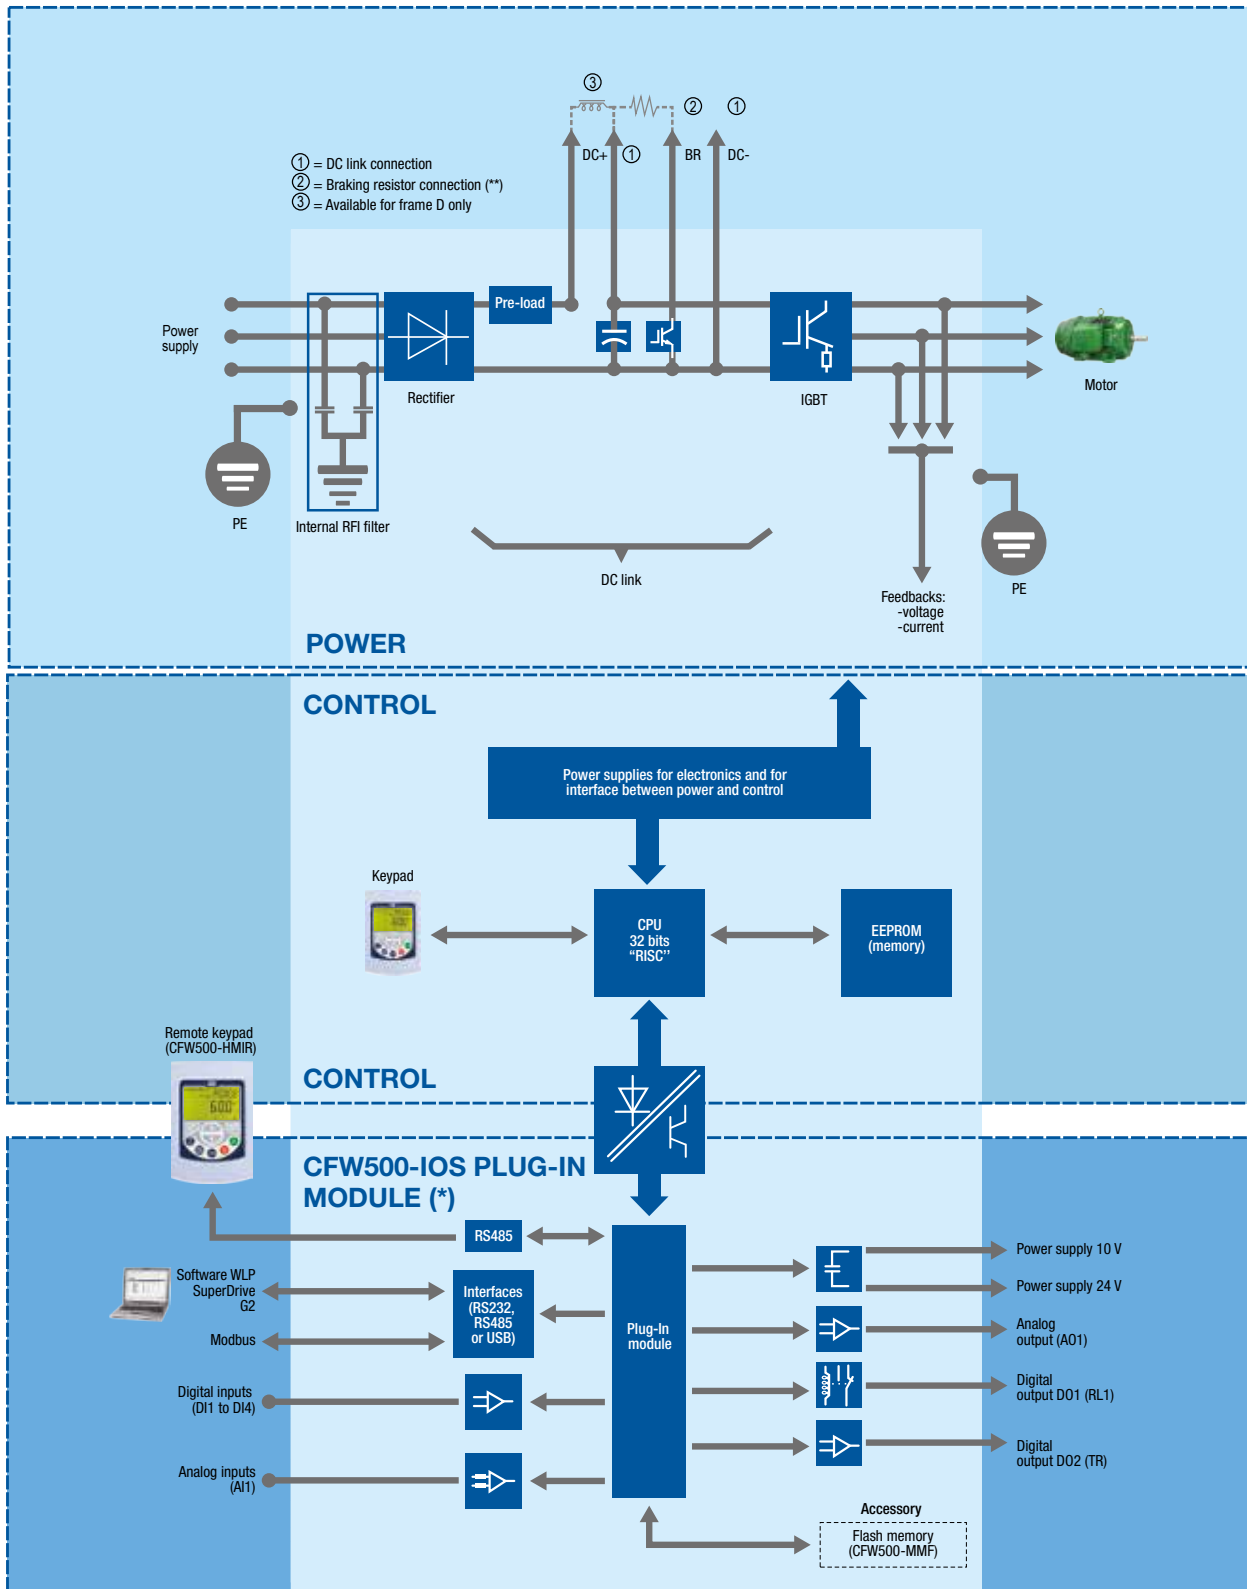 ③
② ①
DC+ ① BR DC-
① = DC link connection
② = Braking resistor connection (**)
③ = Available for frame D only
Pre-load
Power
supply
Rectifier
IGBT
Motor
PE
Internal RFI filter
DC link
Feedbacks:
-voltage
-current
PE
POWER
CONTROL
Power supplies for electronics and for
interface between power and control
Keypad
CPU
32 bits
“RISC’’
EEPROM
(memory)
Remote keypad
(CFW500-HMIR)
CONTROL
CFW500-IOS PLUG-IN
MODULE (*)
RS485
Software WLP
SuperDrive
G2
Modbus
Interfaces
(RS232,
RS485
or USB)
Digital inputs
(DI1 to DI4)
Analog inputs
(AI1)
Plug-In
module
Power supply 10 V
Power supply 24 V
Analog
output (AO1)
Digital
output DO1 (RL1)
Digital
output DO2 (TR)
Accessory
Flash memory
(CFW500-MMF)